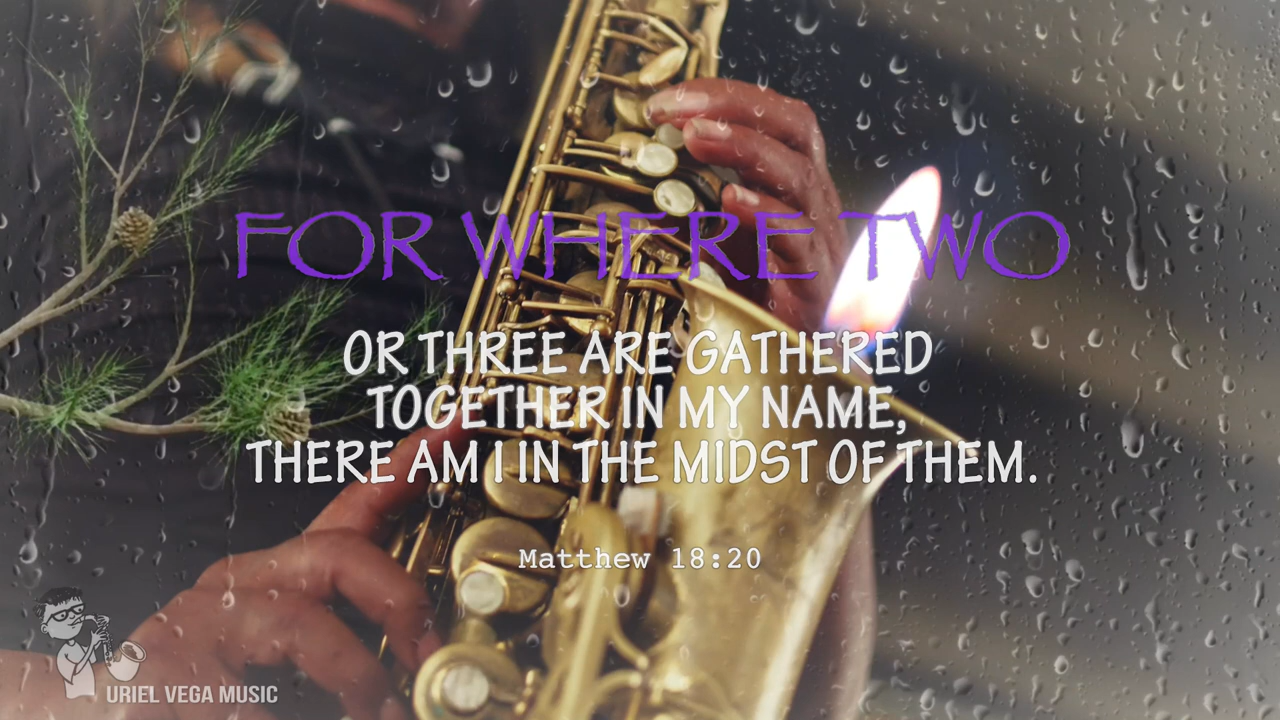 FOR WHERE TWO
OR THREE ARE GATHERED
TOGETHER IN MY NAME,
THERE AM I IN THE MIDST OF THEM.
Matthew 18:20
URIEL VEGA MUSIC